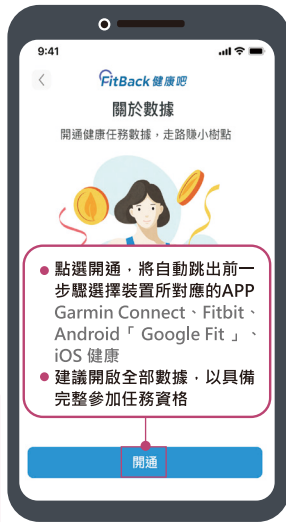 9:41
FitBack 健康吧
關於數據
開通健康任務數據，走路賺小樹點
點選開通，將自動跳出前一
步驟選擇裝置所對應的APP
Garmin Connect、Fitbit、
Android「 Google Fit 」、
iOS 健康
建議開啟全部數據，以具備
完整參加任務資格
開通